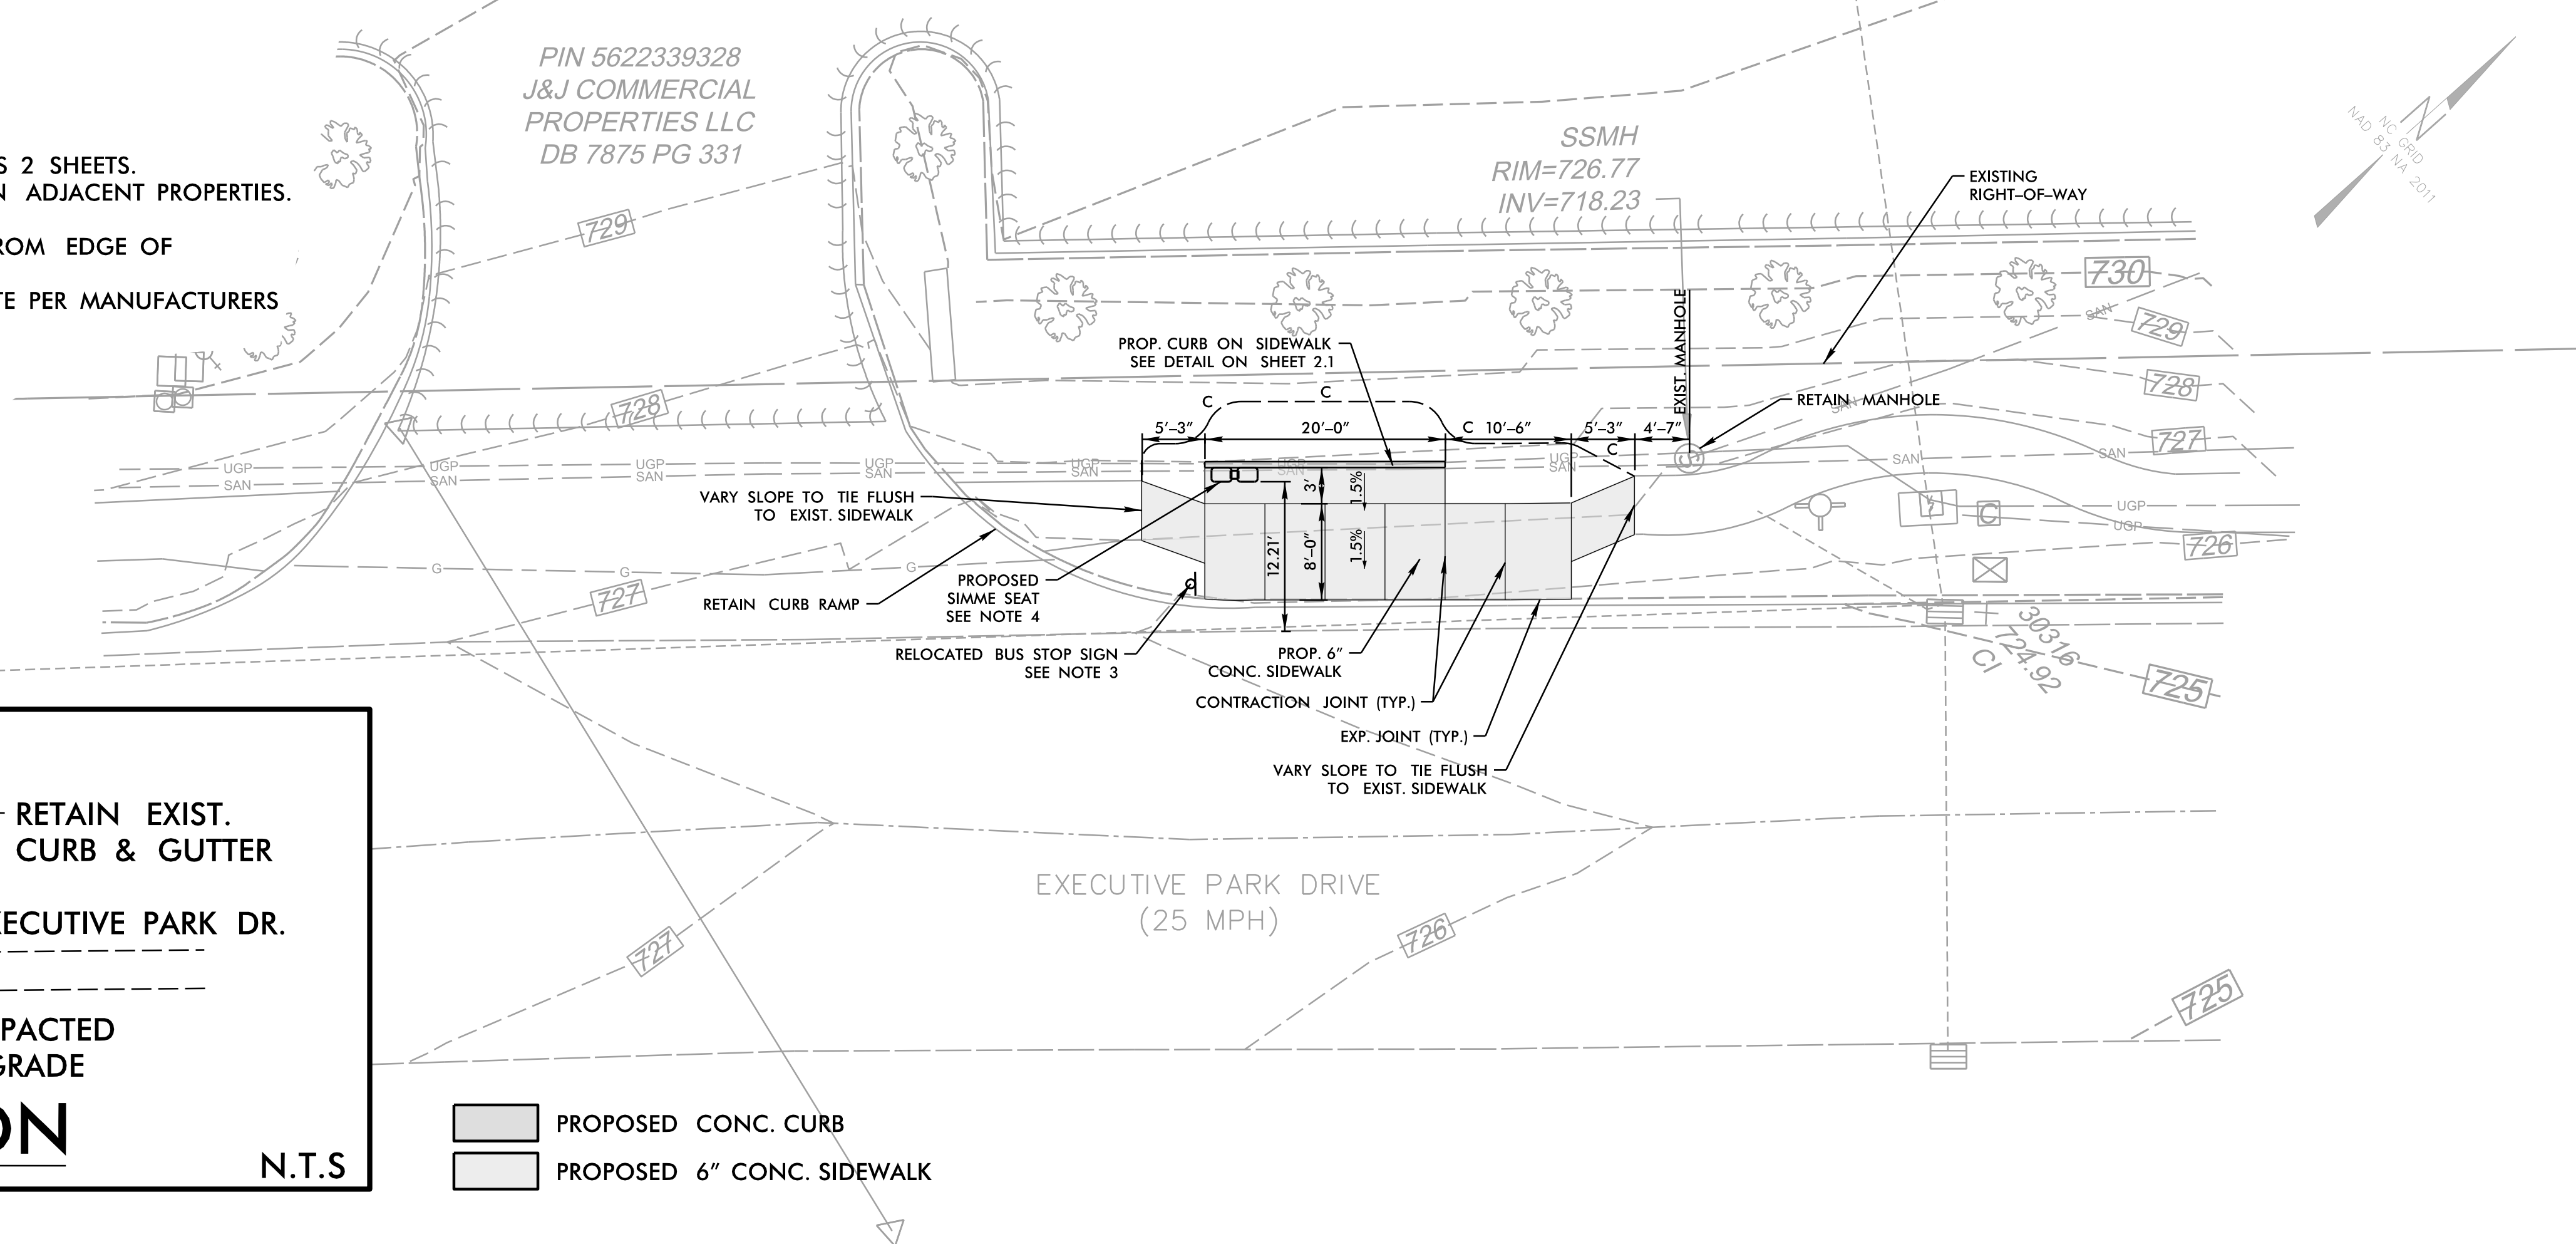 S 2 SHEETS.
N ADJACENT PROPERTIES.
ROM EDGE OF
TE PER MANUFACTURERS
PIN 5622339328
J&J COMMERCIAL
PROPERTIES LLC
DB 7875 PG 331
SSMH
RIM=726.77
INV=718.23
EXISTING
RIGHT-OF-WAY
NC GRID
NAD 83 NA 2011
N
729
730
729
728
728
727
726
727
725
727
726
725
PROP. CURB ON SIDEWALK
SEE DETAIL ON SHEET 2.1
EXIST. MANHOLE
RETAIN MANHOLE
C
C
C
C
5'-3"
20'-0"
10'-6"
5'-3"
4'-7"
3'
1.5%
12.21'
8'-0"
1.5%
UGP UGP UGP UGP UGP UGP UGP UGP
SAN SAN SAN SAN SAN SAN SAN SAN SAN SAN
UGP
UGP
G G G
C
S
VARY SLOPE TO TIE FLUSH
TO EXIST. SIDEWALK
RETAIN CURB RAMP
PROPOSED
SIMME SEAT
SEE NOTE 4
RELOCATED BUS STOP SIGN
SEE NOTE 3
PROP. 6"
CONC. SIDEWALK
CONTRACTION JOINT (TYP.)
EXP. JOINT (TYP.)
VARY SLOPE TO TIE FLUSH
TO EXIST. SIDEWALK
30316
724.92
CI
EXECUTIVE PARK DRIVE
(25 MPH)
RETAIN EXIST.
CURB & GUTTER
XECUTIVE PARK DR.
PACTED
GRADE
ON
N.T.S
PROPOSED CONC. CURB
PROPOSED 6" CONC. SIDEWALK